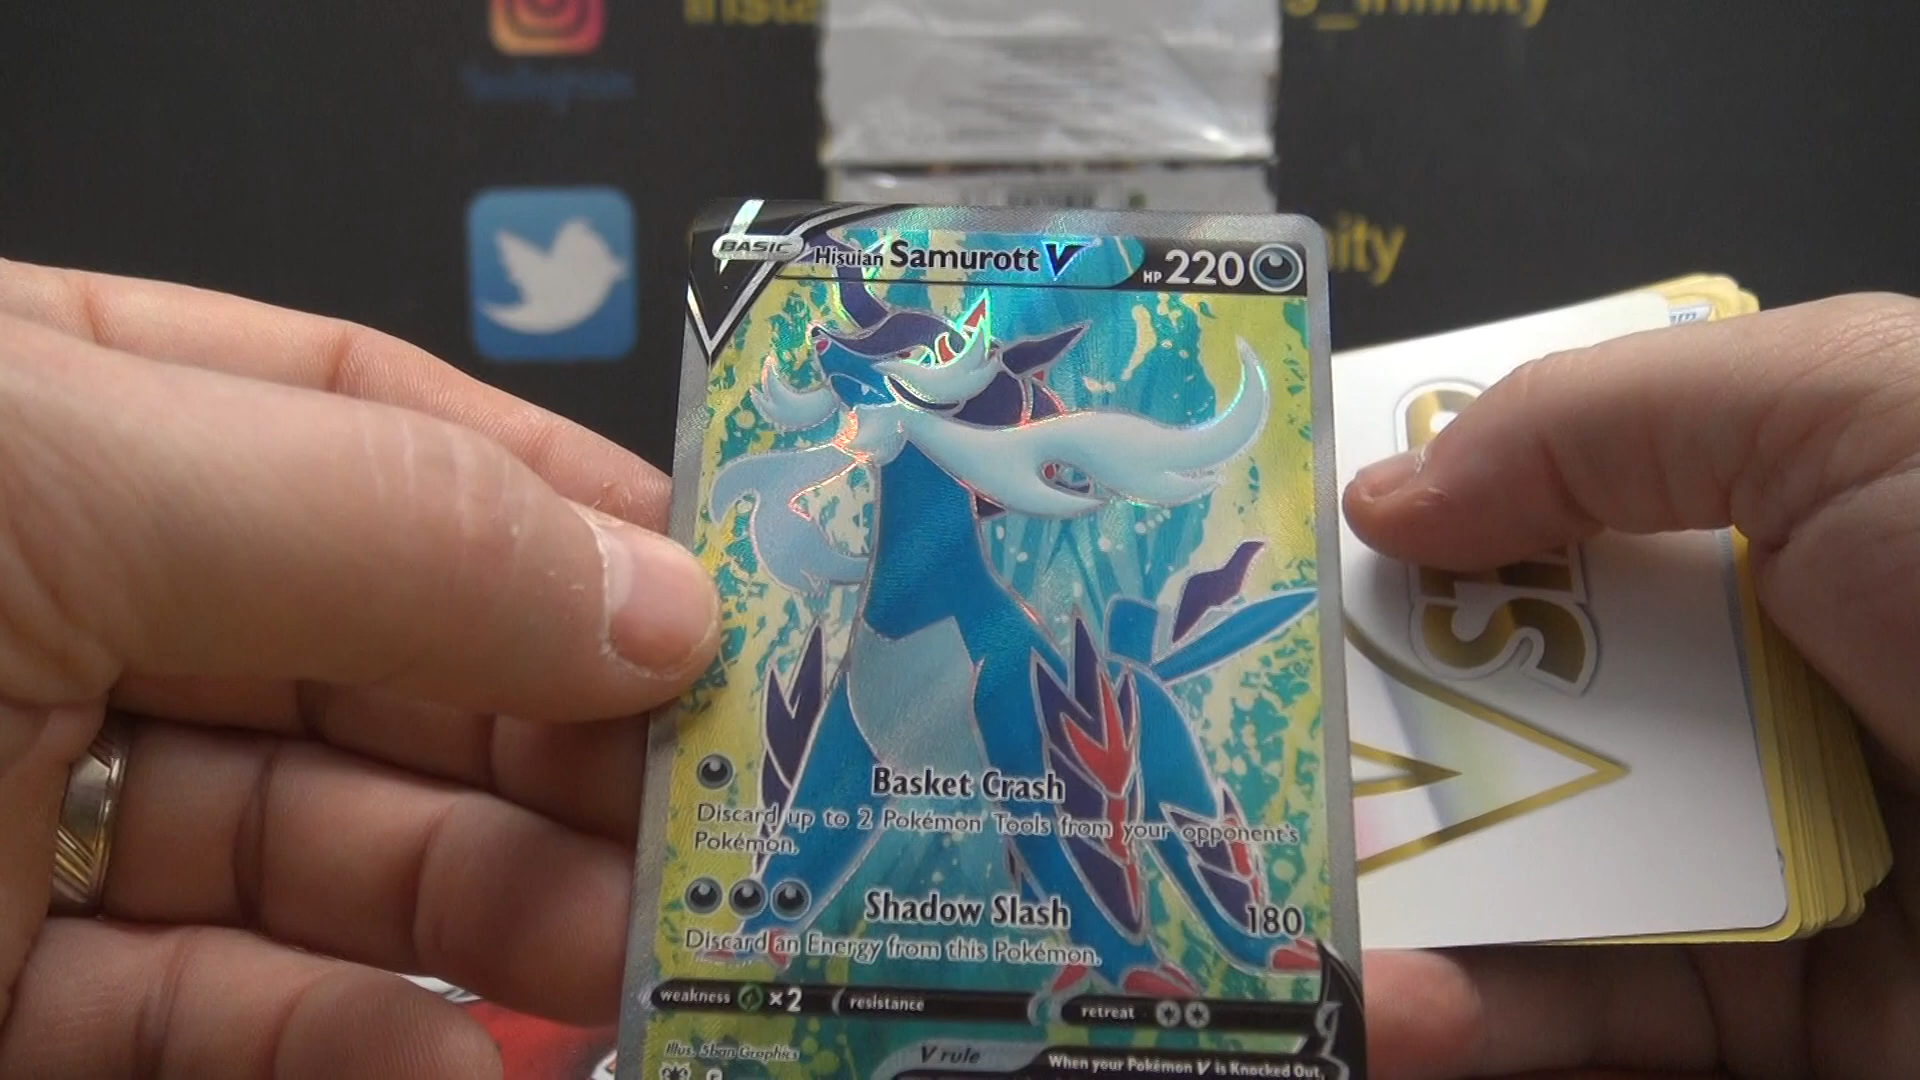 BASIC Hisuian Samurott V HP 220
Basket Crash
Discard up to 2 Pokémon Tools from your opponent's
Pokémon.
Shadow Slash 180
Discard an Energy from this Pokémon.
weakness ×2 resistance retreat
Illus. 5ban Graphics
V rule When your Pokémon V is Knocked Out,